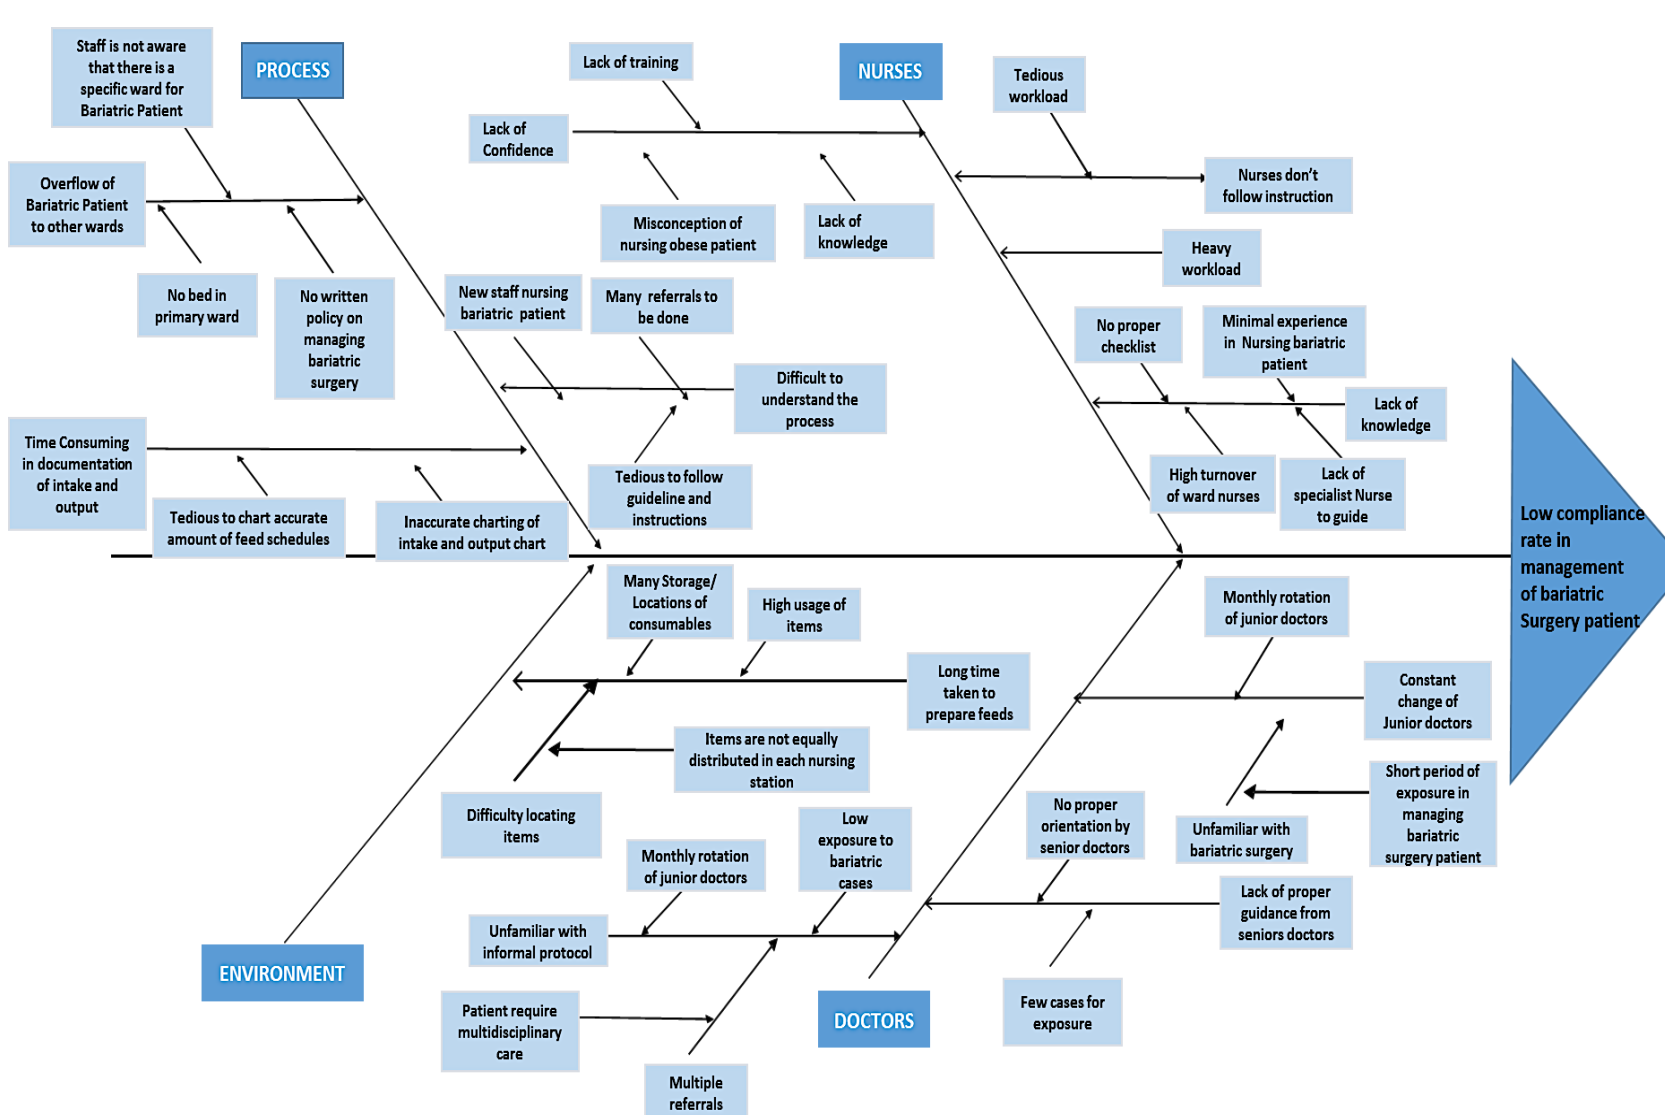 Staff is not aware
that there is a
specific ward for
Bariatric Patient
PROCESS
Overflow of
Bariatric Patient
to other wards
No bed in
primary ward
No written
policy on
managing
bariatric
surgery
Time Consuming
in documentation
of intake and
output
Tedious to chart accurate
amount of feed schedules
Inaccurate charting of
intake and output chart
New staff nursing
bariatric patient
Many referrals to
be done
Difficult to
understand the
process
Tedious to follow
guideline and
instructions
NURSES
Lack of training
Lack of
Confidence
Misconception of
nursing obese patient
Lack of
knowledge
Tedious
workload
Nurses don’t
follow instruction
Heavy
workload
No proper
checklist
Minimal experience
in Nursing bariatric
patient
Lack of
knowledge
High turnover
of ward nurses
Lack of
specialist Nurse
to guide
Low compliance
rate in
management
of bariatric
Surgery patient
Many Storage/
Locations of
consumables
High usage of
items
Long time
taken to
prepare feeds
Items are not equally
distributed in each nursing
station
Difficulty locating
items
ENVIRONMENT
Monthly rotation
of junior doctors
Constant
change of
Junior doctors
Short period of
exposure in
managing
bariatric
surgery patient
Unfamiliar with
bariatric surgery
No proper
orientation by
senior doctors
Lack of proper
guidance from
seniors doctors
Few cases for
exposure
Low
exposure to
bariatric
cases
Monthly rotation
of junior doctors
Unfamiliar with
informal protocol
Patient require
multidisciplinary
care
Multiple
referrals
DOCTORS